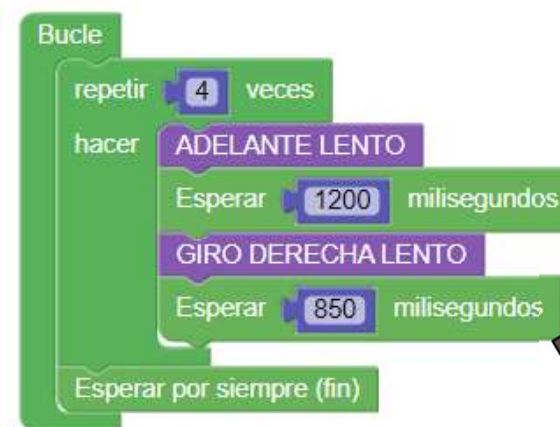 Bucle
repetir 4 veces
hacer ADELANTE LENTO
Esperar 1200 milisegundos
GIRO DERECHA LENTO
Esperar 850 milisegundos
Esperar por siempre (fin)